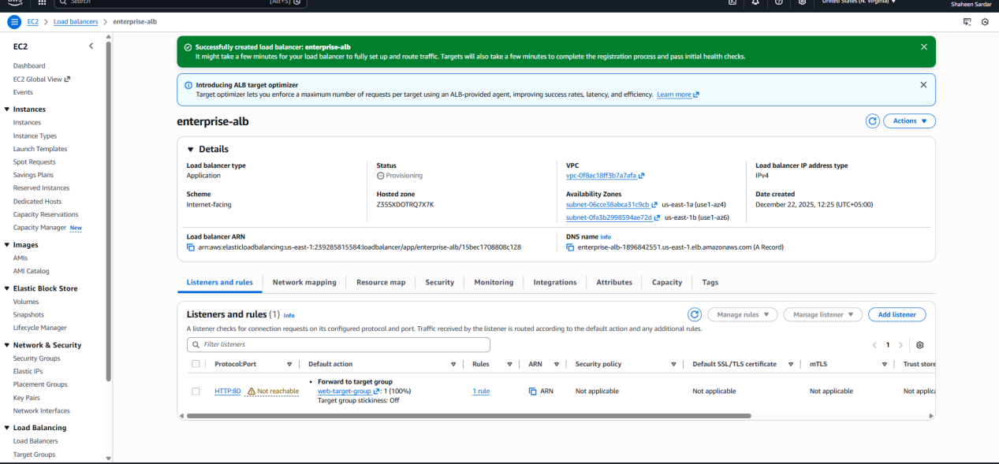 aws
Search
[Alt+S]
United States (N. Virginia)
Shaheen Sardar
EC2 > Load balancers > enterprise-alb
EC2
Dashboard
EC2 Global View
Events
Instances
Instances
Instance Types
Launch Templates
Spot Requests
Savings Plans
Reserved Instances
Dedicated Hosts
Capacity Reservations
Capacity Manager New
Images
AMIs
AMI Catalog
Elastic Block Store
Volumes
Snapshots
Lifecycle Manager
Network & Security
Security Groups
Elastic IPs
Placement Groups
Key Pairs
Network Interfaces
Load Balancing
Load Balancers
Target Groups
Successfully created load balancer: enterprise-alb
It might take a few minutes for your load balancer to fully set up and route traffic. Targets will also take a few minutes to complete the registration process and pass initial health checks.
Introducing ALB target optimizer
Target optimizer lets you enforce a maximum number of requests per target using an ALB-provided agent, improving success rates, latency, and efficiency. Learn more
enterprise-alb
Actions
Details
Load balancer type
Application
Status
Provisioning
VPC
vpc-0f8ac18ff3b7a7afa
Load balancer IP address type
IPv4
Scheme
Internet-facing
Hosted zone
Z35SXDOTRQ7X7K
Availability Zones
subnet-06cce38abca31c9cb us-east-1a (use1-az4)
subnet-0fa3b2998594ae72d us-east-1b (use1-az6)
Date created
December 22, 2025, 12:25 (UTC+05:00)
Load balancer ARN
arn:aws:elasticloadbalancing:us-east-1:239285815584:loadbalancer/app/enterprise-alb/15bec1708808c128
DNS name Info
enterprise-alb-1896842551.us-east-1.elb.amazonaws.com (A Record)
Listeners and rules
Network mapping
Resource map
Security
Monitoring
Integrations
Attributes
Capacity
Tags
Listeners and rules (1) Info
Manage rules
Manage listener
Add listener
A listener checks for connection requests on its configured protocol and port. Traffic received by the listener is routed according to the default action and any additional rules.
Filter listeners
1
Protocol:Port
Default action
Rules
ARN
Security policy
Default SSL/TLS certificate
mTLS
Trust store
HTTP:80
Not reachable
• Forward to target group
web-target-group : 1 (100%)
Target group stickiness: Off
1 rule
ARN
Not applicable
Not applicable
Not applicable
Not applica